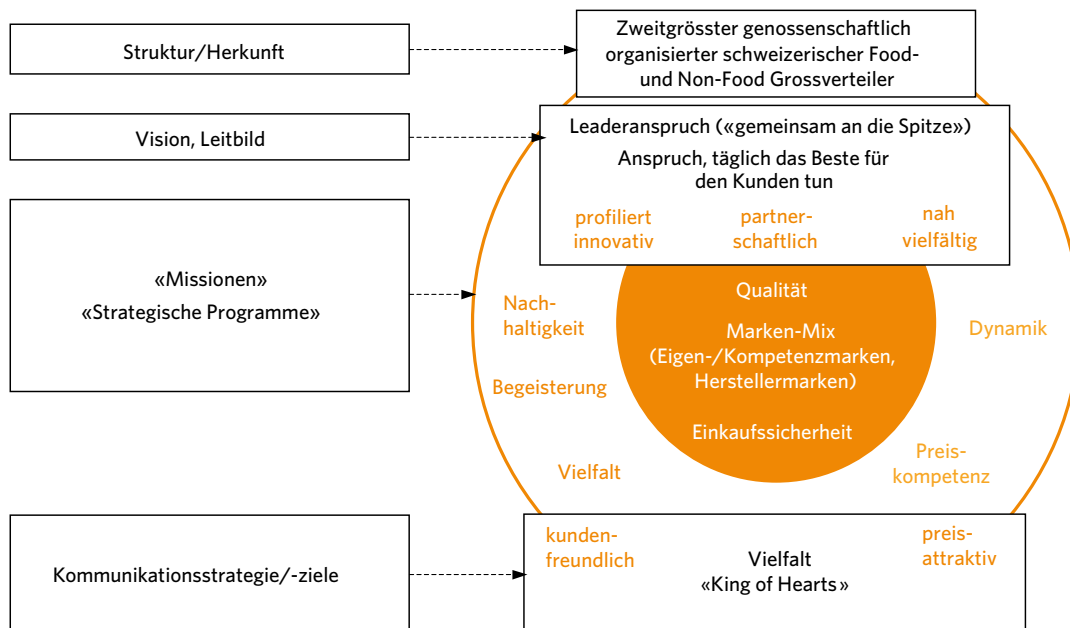 Struktur/Herkunft
Zweitgrösster genossenschaftlich
organisierter schweizerischer Food-
und Non-Food Grossverteiler
Vision, Leitbild
Leaderanspruch («gemeinsam an die Spitze»)
Anspruch, täglich das Beste für
den Kunden tun
profiliert
innovativ
partner-
schaftlich
nah
vielfältig
«Missionen»
«Strategische Programme»
Nach-
haltigkeit
Begeisterung
Vielfalt
Qualität
Marken-Mix
(Eigen-/Kompetenzmarken,
Herstellermarken)
Einkaufssicherheit
Dynamik
Preis-
kompetenz
Kommunikationsstrategie/-ziele
kunden-
freundlich
Vielfalt
«King of Hearts»
preis-
attraktiv